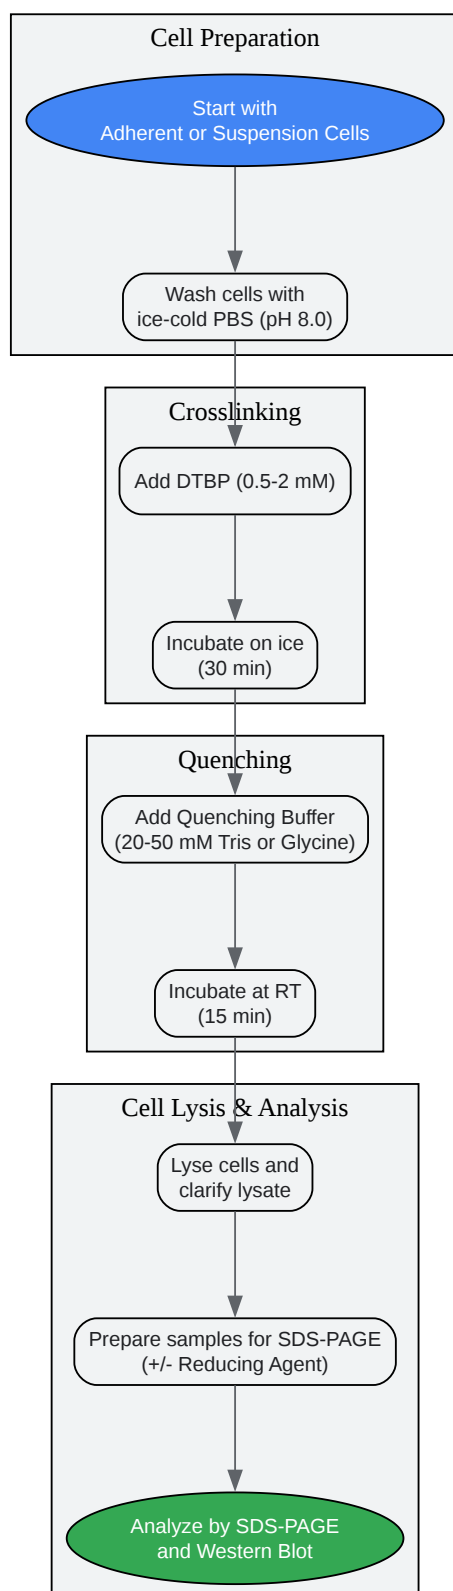 Cell Preparation
Start with
Adherent or Suspension Cells
Wash cells with
ice-cold PBS (pH 8.0)
Crosslinking
Add DTBP (0.5-2 mM)
Incubate on ice
(30 min)
Quenching
Add Quenching Buffer
(20-50 mM Tris or Glycine)
Incubate at RT
(15 min)
Cell Lysis & Analysis
Lyse cells and
clarify lysate
Prepare samples for SDS-PAGE
(+/- Reducing Agent)
Analyze by SDS-PAGE
and Western Blot